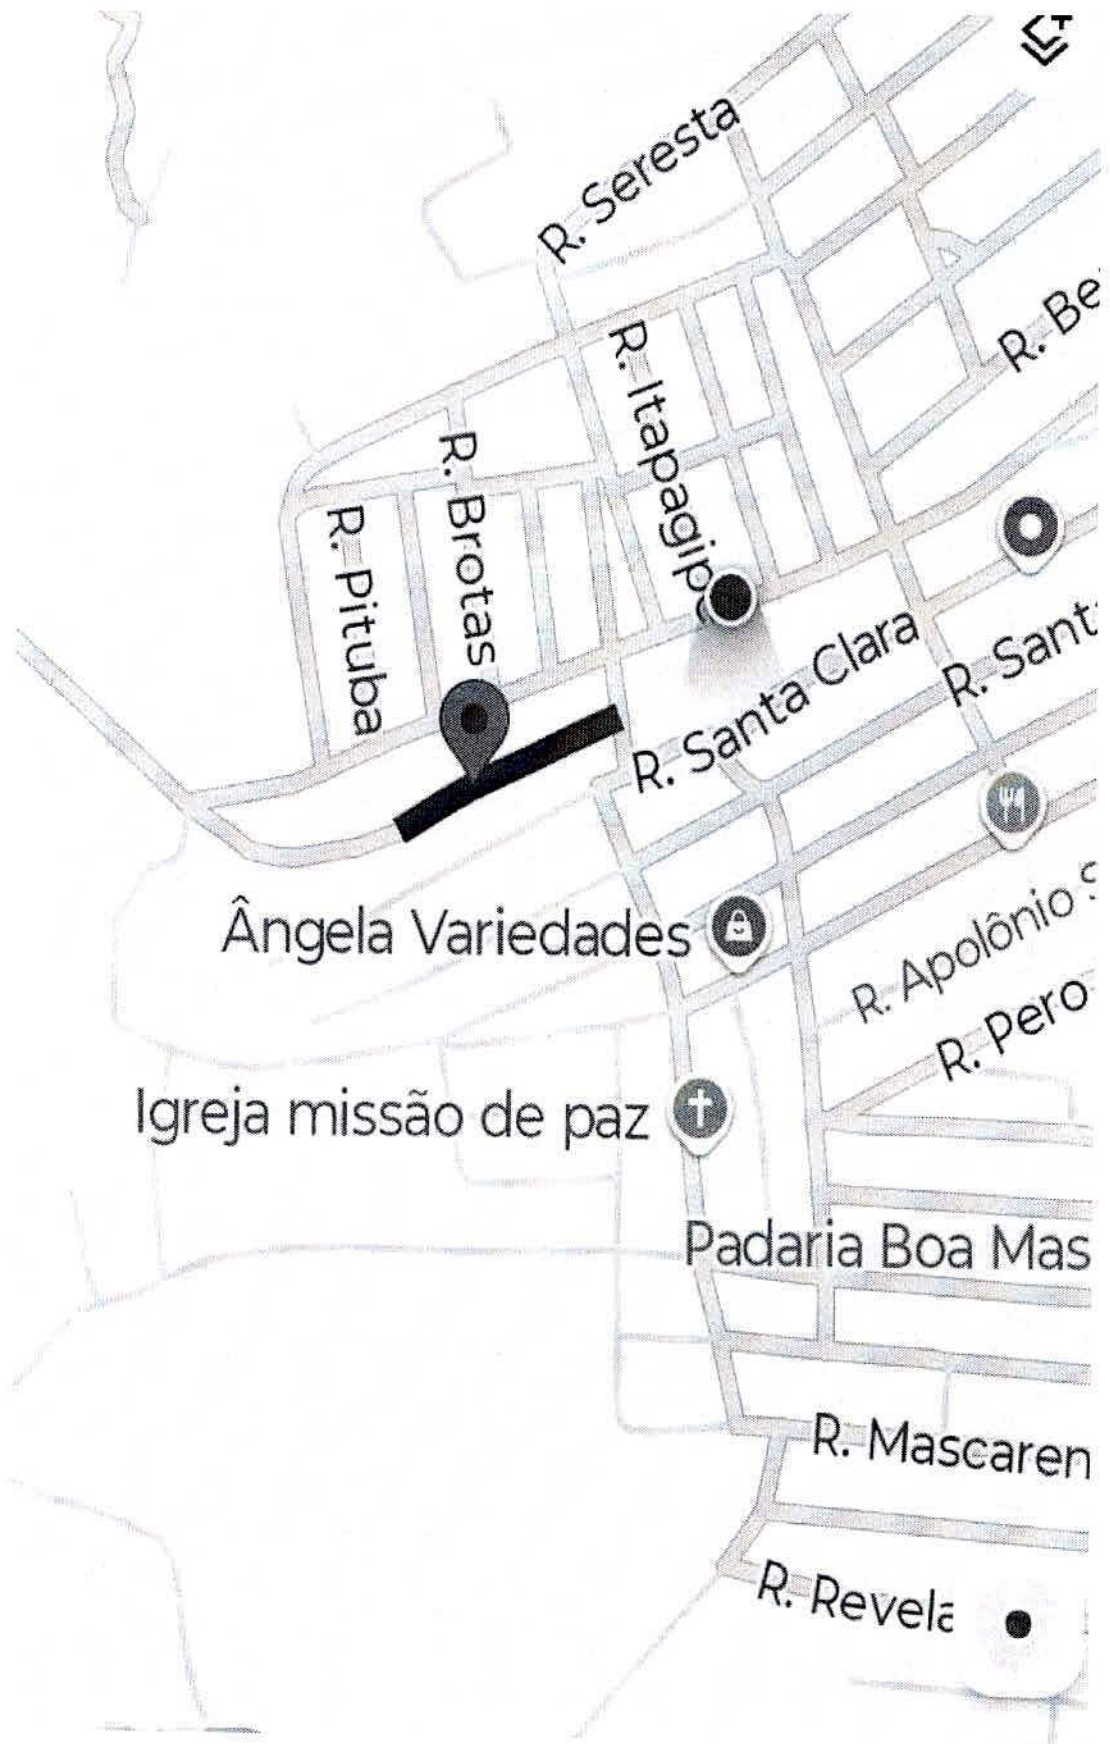 R. Seresta
R. Be
R. Itapagipe
R. Brotas
R. Pituba
R. Santa Clara
R. Sant
Ângela Variedades
R. Apolônio S
R. Pero
Igreja missão de paz
Padaria Boa Mas
R. Mascaren
R. Revela